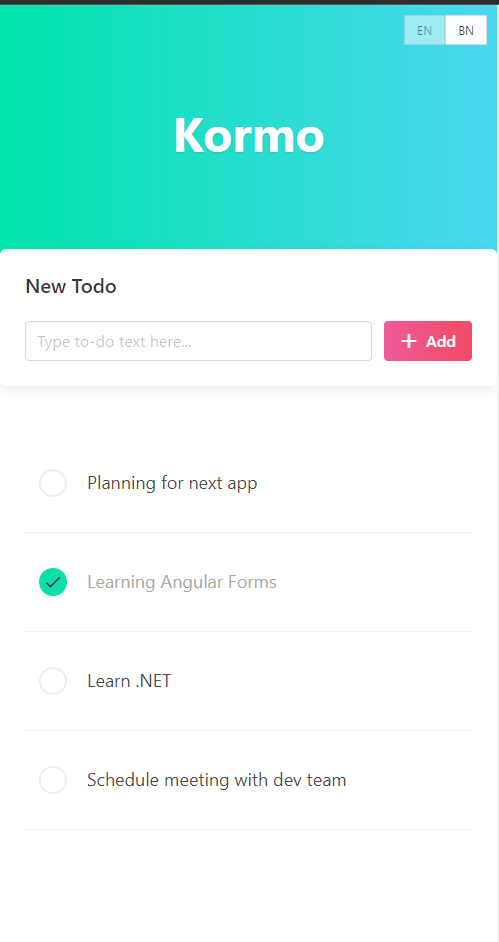 EN BN
Kormo
New Todo
Type to-do text here...
Add
Planning for next app
Learning Angular Forms
Learn .NET
Schedule meeting with dev team